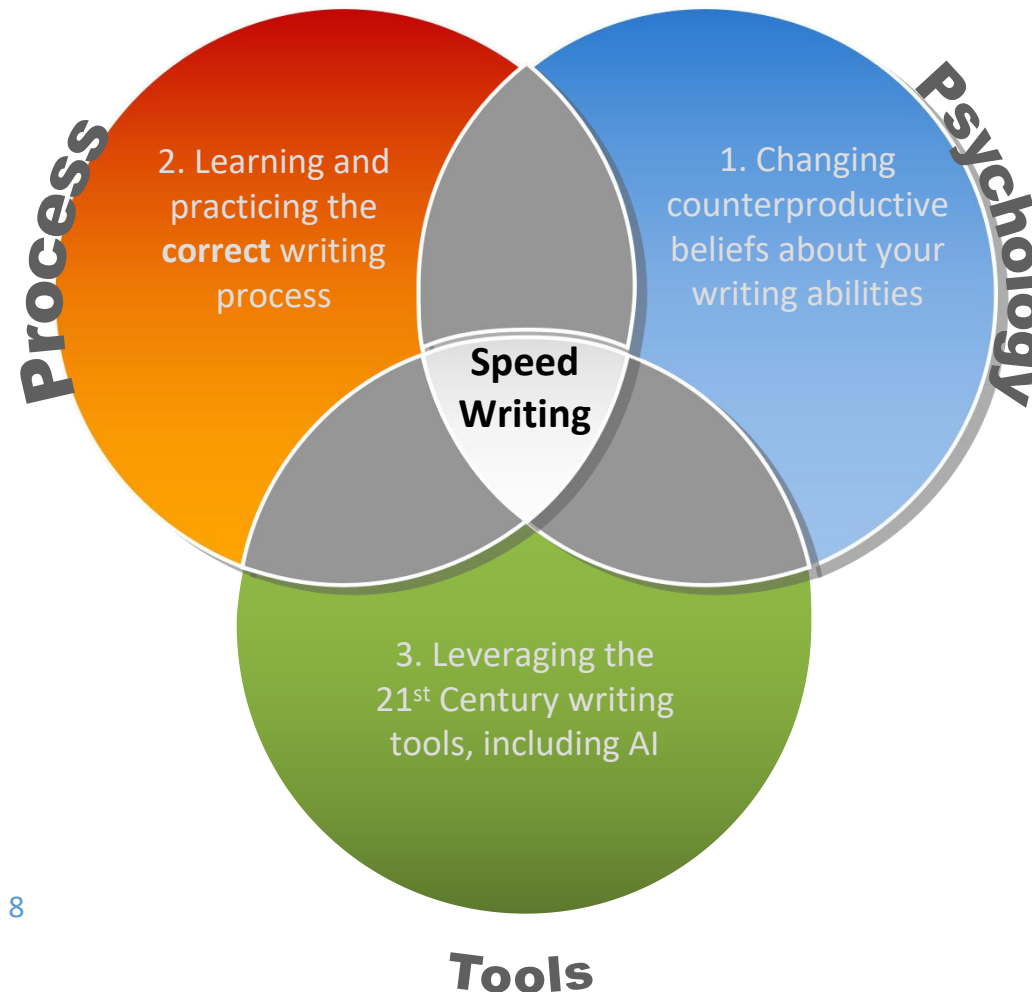 Process
2. Learning and
practicing the
correct writing
process
Psychology
1. Changing
counterproductive
beliefs about your
writing abilities
Speed
Writing
3. Leveraging the
21st Century writing
tools, including AI
8
Tools